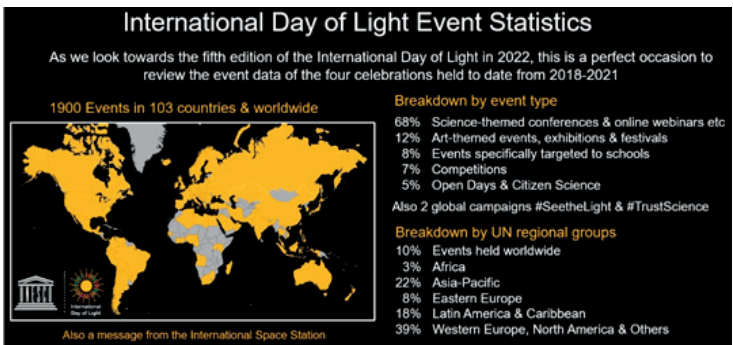 International Day of Light Event Statistics
As we look towards the fifth edition of the International Day of Light in 2022, this is a perfect occasion to
review the event data of the four celebrations held to date from 2018-2021
1900 Events in 103 countries & worldwide
International
Day of Light
Also a message from the International Space Station
Breakdown by event type
68% Science-themed conferences & online webinars etc
12% Art-themed events, exhibitions & festivals
8% Events specifically targeted to schools
7% Competitions
5% Open Days & Citizen Science
Also 2 global campaigns #SeetheLight & #TrustScience
Breakdown by UN regional groups
10% Events held worldwide
3% Africa
22% Asia-Pacific
8% Eastern Europe
18% Latin America & Caribbean
39% Western Europe, North America & Others